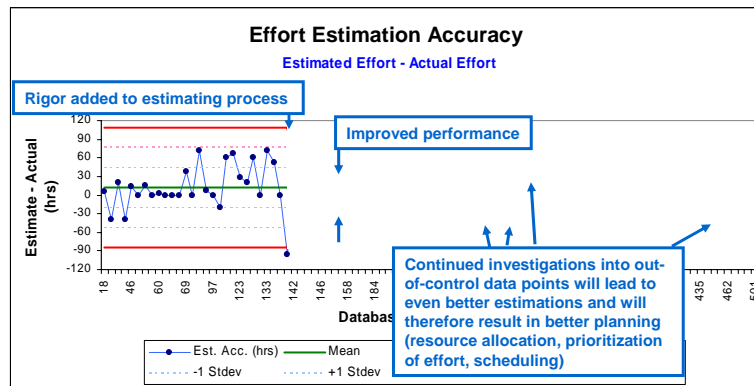 Effort Estimation Accuracy
Estimated Effort - Actual Effort
Rigor added to estimating process
Improved performance
Estimate - Actual
(hrs)
120
90
60
30
0
-30
-60
-90
-120
18
46
60
69
97
123
133
142
146
158
184
435
462
501
Database
Continued investigations into out-
of-control data points will lead to
even better estimations and will
therefore result in better planning
(resource allocation, prioritization
of effort, scheduling)
Est. Acc. (hrs)
Mean
-1 Stdev
+1 Stdev